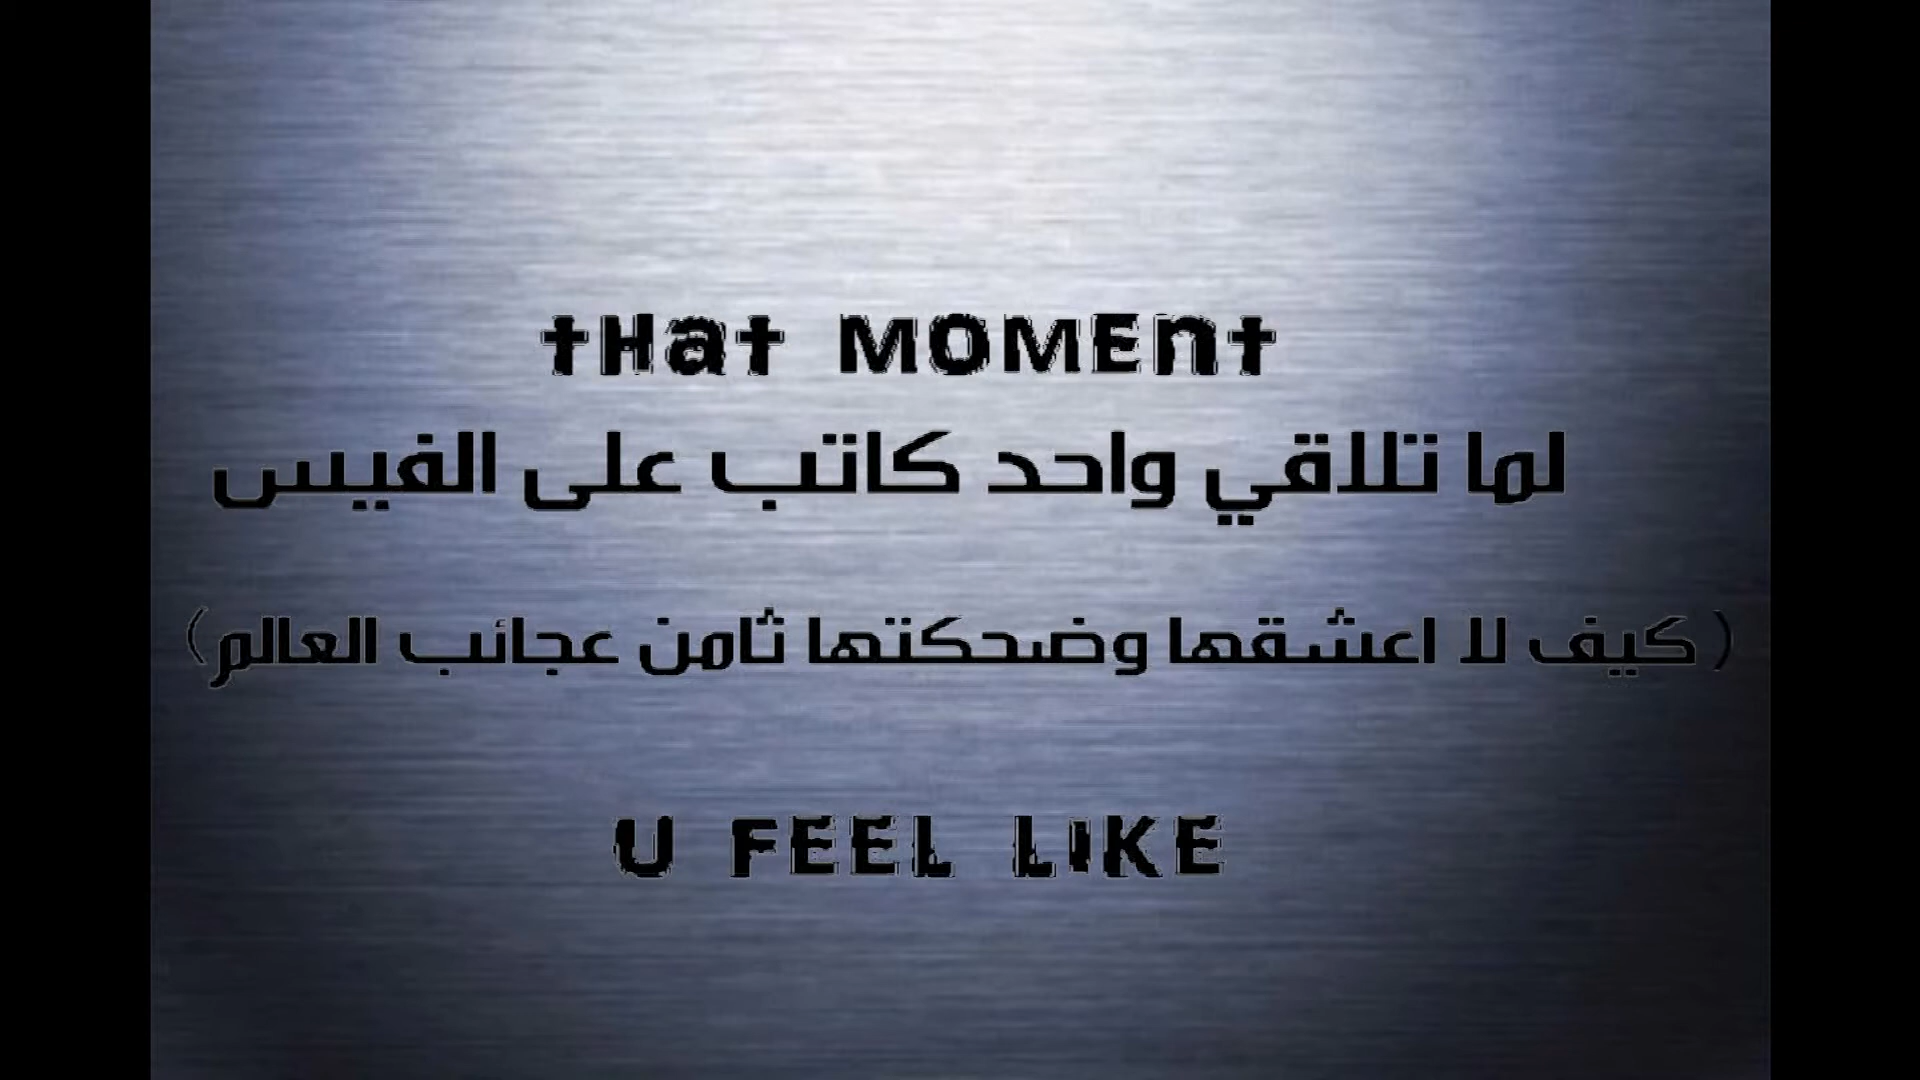 tHat MOMEnt
لما تلاقي واحد كاتب على الفيس
(كيف لا اعشقها وضحكتها ثامن عجائب العالم)
U FEEL LIKE